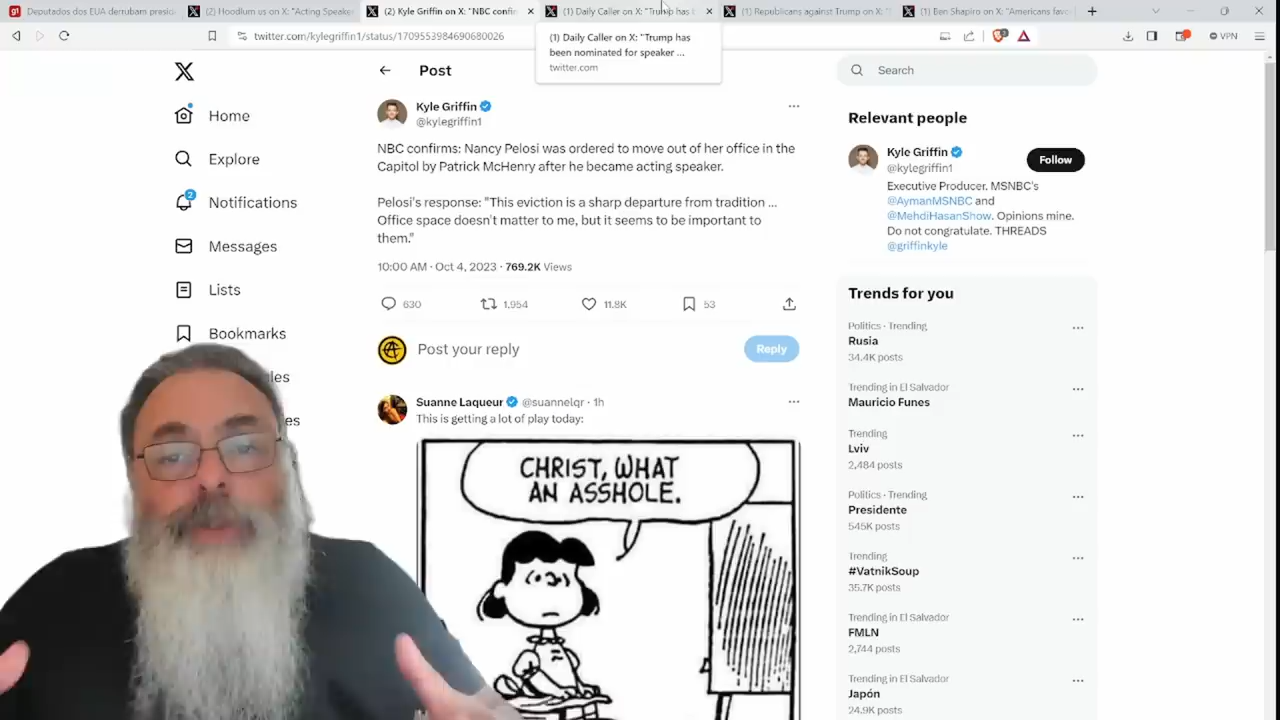 Deputados dos EUA derrubam presid
(2) Hoodlum us on X: "Acting Speaker
(2) Kyle Griffin on X: "NBC confir
(1) Daily Caller on X: "Trump has b
(1) Republicans against Trump on X: "
(1) Ben Shapiro on X: "Americans favo
twitter.com/kylegriffin1/status/1709553984690680026
VPN
(1) Daily Caller on X: "Trump has
been nominated for speaker ...
twitter.com
Home
Explore
2
Notifications
Messages
Lists
Bookmarks
les
es
Post
Kyle Griffin
@kylegriffin1
NBC confirms: Nancy Pelosi was ordered to move out of her office in the
Capitol by Patrick McHenry after he became acting speaker.
Pelosi's response: "This eviction is a sharp departure from tradition ...
Office space doesn't matter to me, but it seems to be important to
them."
10:00 AM · Oct 4, 2023 · 769.2K Views
630 1,954 11.8K 53
Post your reply
Reply
Suanne Laqueur @suannelqr · 1h
This is getting a lot of play today:
CHRIST, WHAT
AN ASSHOLE.
Search
Relevant people
Kyle Griffin
@kylegriffin1
Follow
Executive Producer. MSNBC's
@AymanMSNBC and
@MehdiHasanShow. Opinions mine.
Do not congratulate. THREADS
@griffinkyle
Trends for you
Politics · Trending
Rusia
34.4K posts
Trending in El Salvador
Mauricio Funes
Trending
Lviv
2,484 posts
Politics · Trending
Presidente
545K posts
Trending
#VatnikSoup
35.7K posts
Trending in El Salvador
FMLN
2,744 posts
Trending in El Salvador
Japón
24.9K posts